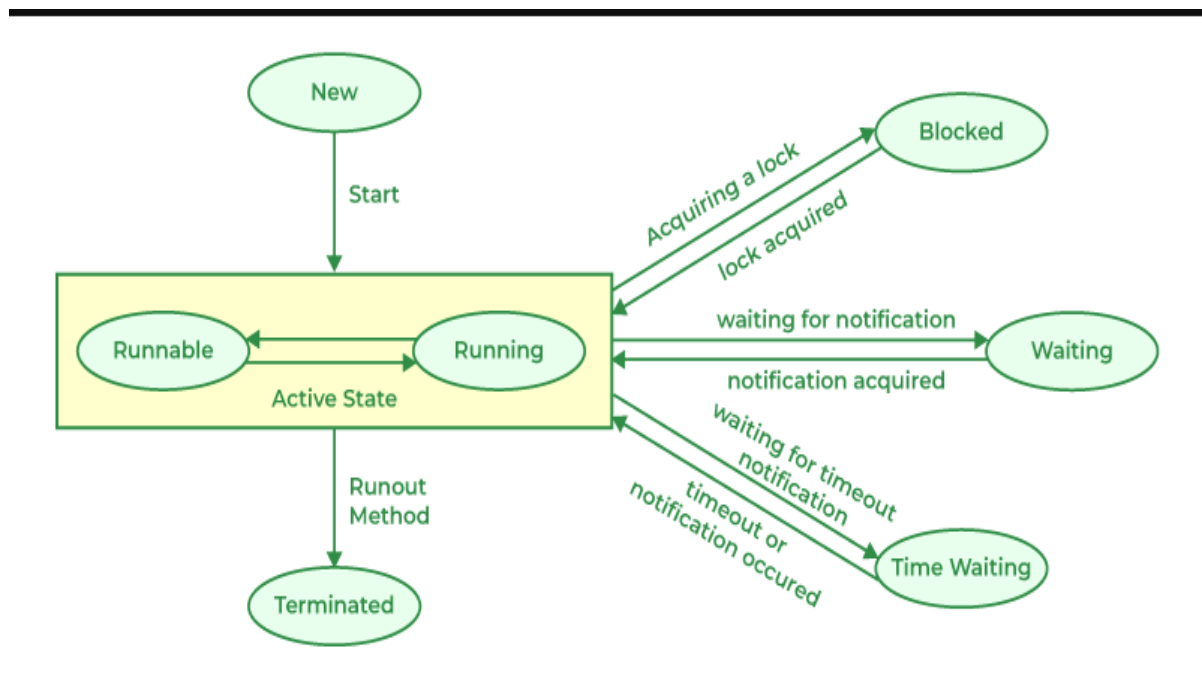 New
Start
Blocked
Acquiring a lock
lock acquired
Runnable
Running
Active State
waiting for notification
notification acquired
Waiting
waiting for timeout
notification
timeout or
notification occured
Time Waiting
Runout
Method
Terminated